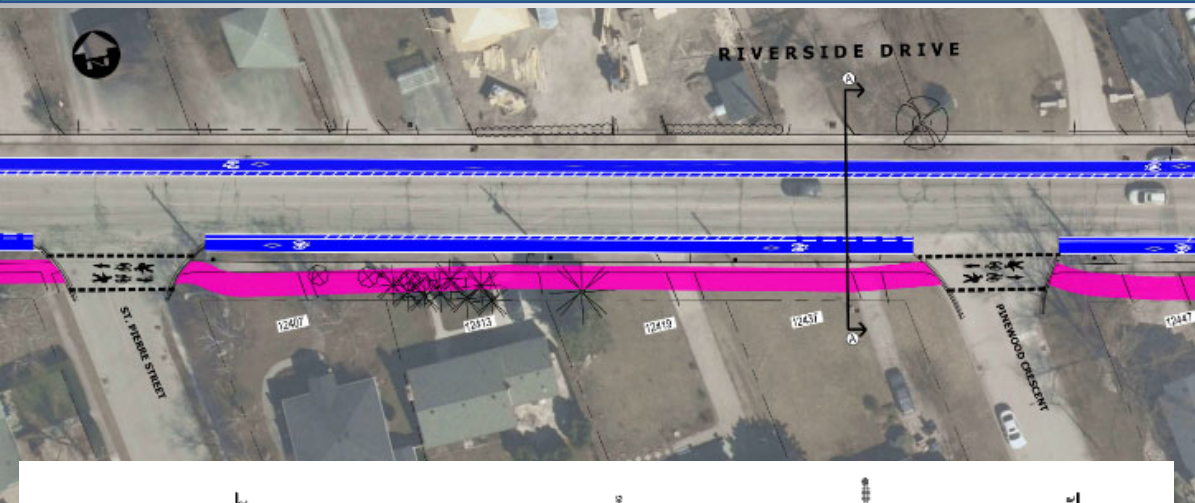 N
RIVERSIDE DRIVE
A
ST. PIERRE STREET
12407
12413
12419
12437
A
PINEWOOD CRESCENT
12447